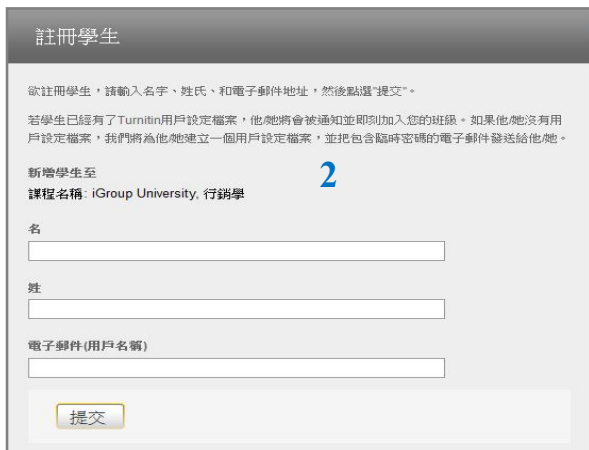 註冊學生
欲註冊學生，請輸入名字、姓氏、和電子郵件地址，然後點選"提交"。
若學生已經有了Turnitin用戶設定檔案，他/她將會被通知並即刻加入您的班級。如果他/她沒有用
戶設定檔案，我們將為他/她建立一個用戶設定檔案，並把包含臨時密碼的電子郵件發送給他/她。
新增學生至
2
課程名稱: iGroup University, 行銷學
名
姓
電子郵件(用戶名稱)
提交